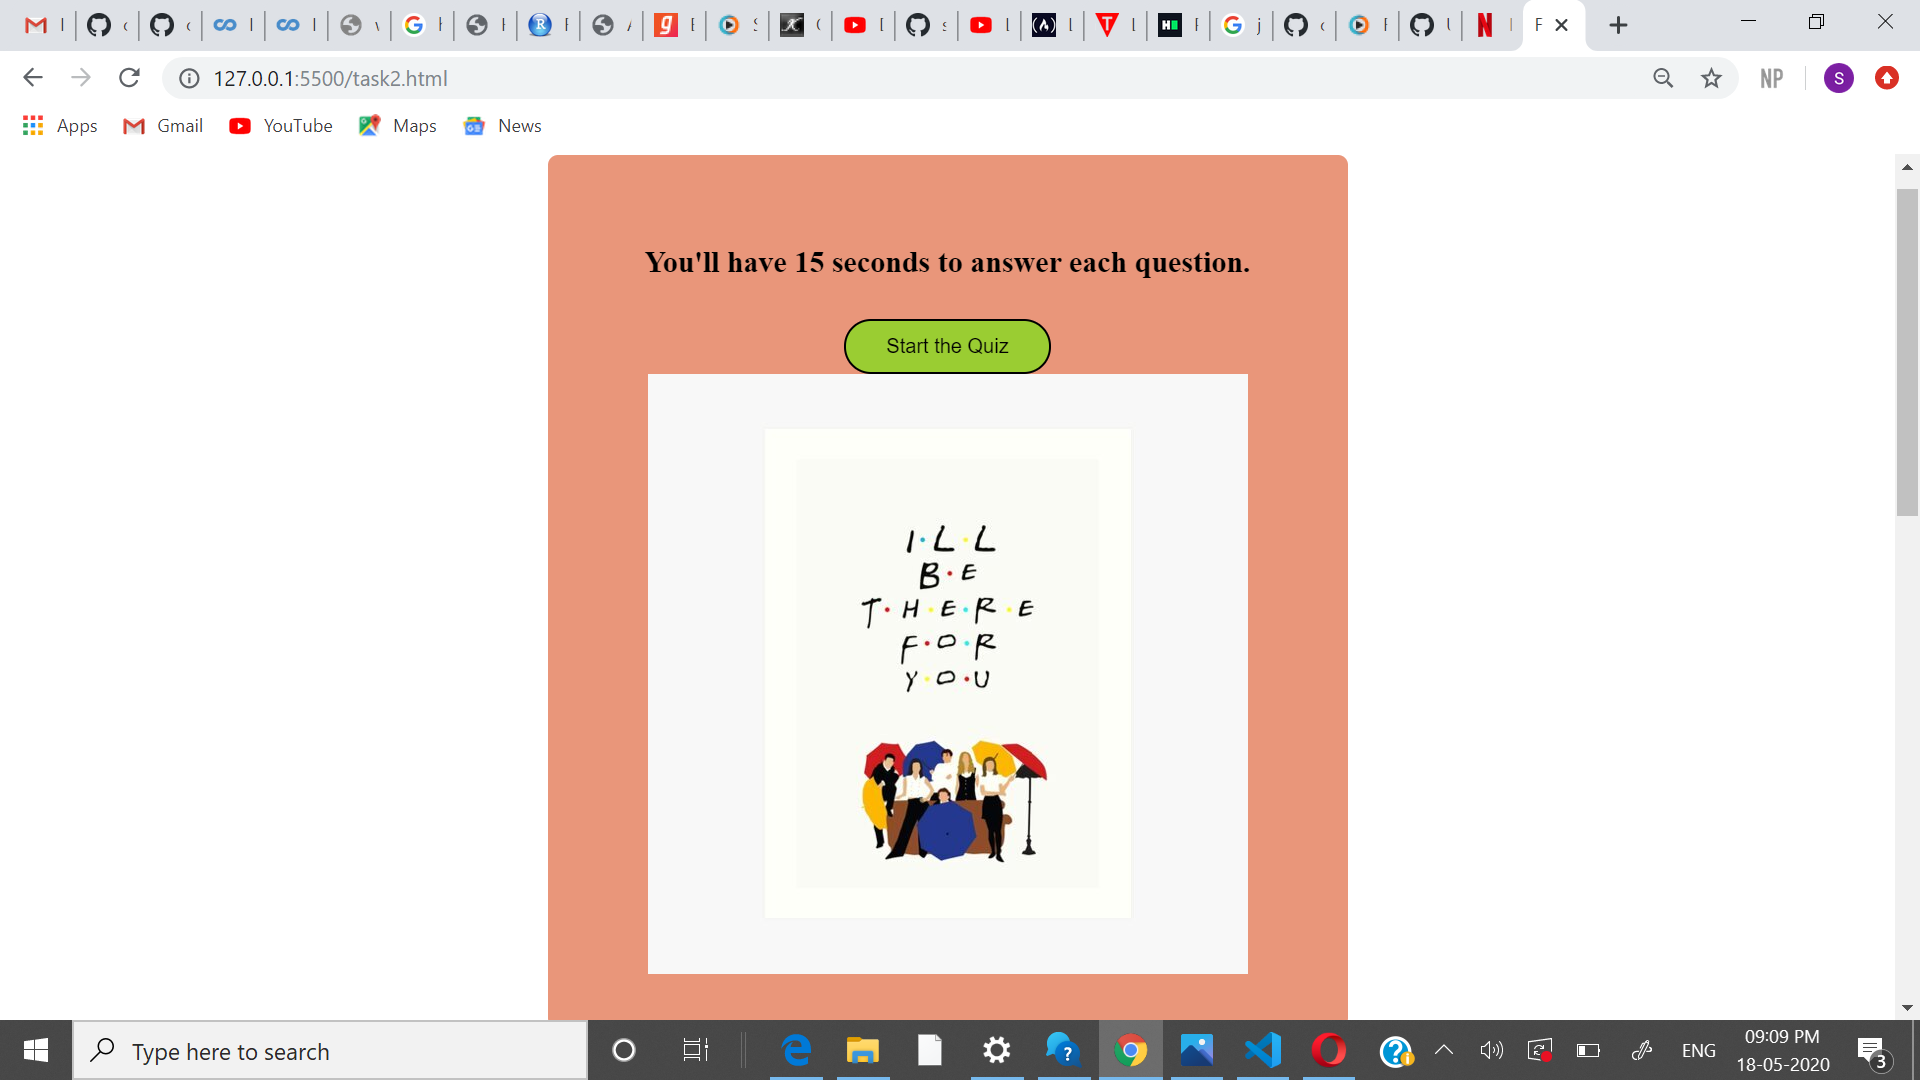 127.0.0.1:5500/task2.html
NP
S
Apps
Gmail
YouTube
Maps
News
You'll have 15 seconds to answer each question.
Start the Quiz
I·L·L
B·E
T·H·E·R·E
F·O·R
Y·O·U
Type here to search
ENG
09:09 PM
18-05-2020
3